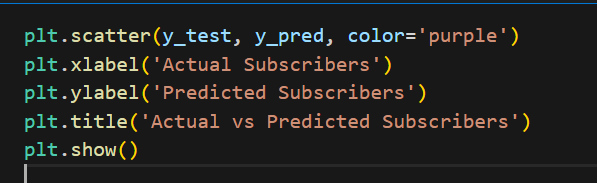 plt.scatter(y_test, y_pred, color='purple')
plt.xlabel('Actual Subscribers')
plt.ylabel('Predicted Subscribers')
plt.title('Actual vs Predicted Subscribers')
plt.show()